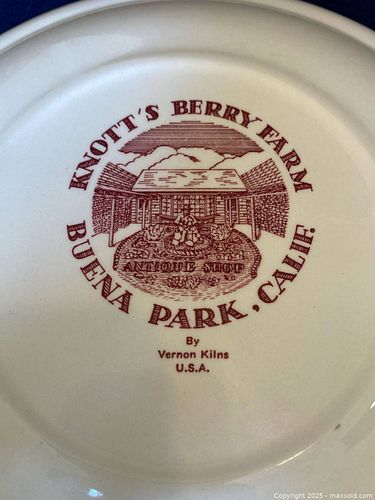 KNOTT'S BERRY FARM
ANTIQUE SHOP
BUENA PARK, CALIF.
By
Vernon Kilns
U.S.A.
Copyright 2025 - maxsold.com